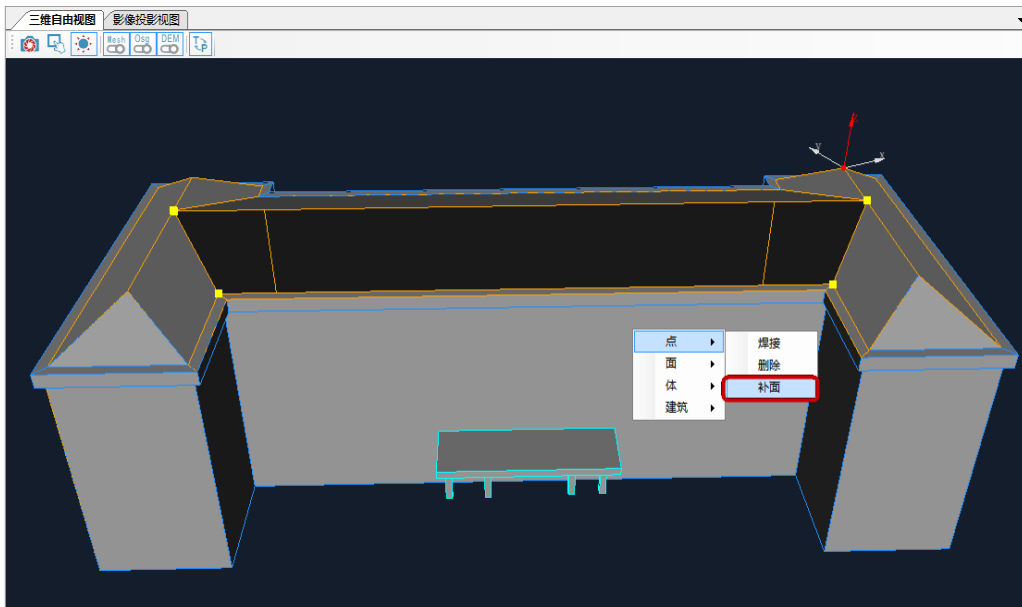 三维自由视图 影像投影视图
Mesh Osg DEM T P
Z
y x
点 焊接
面 删除
体 补面
建筑